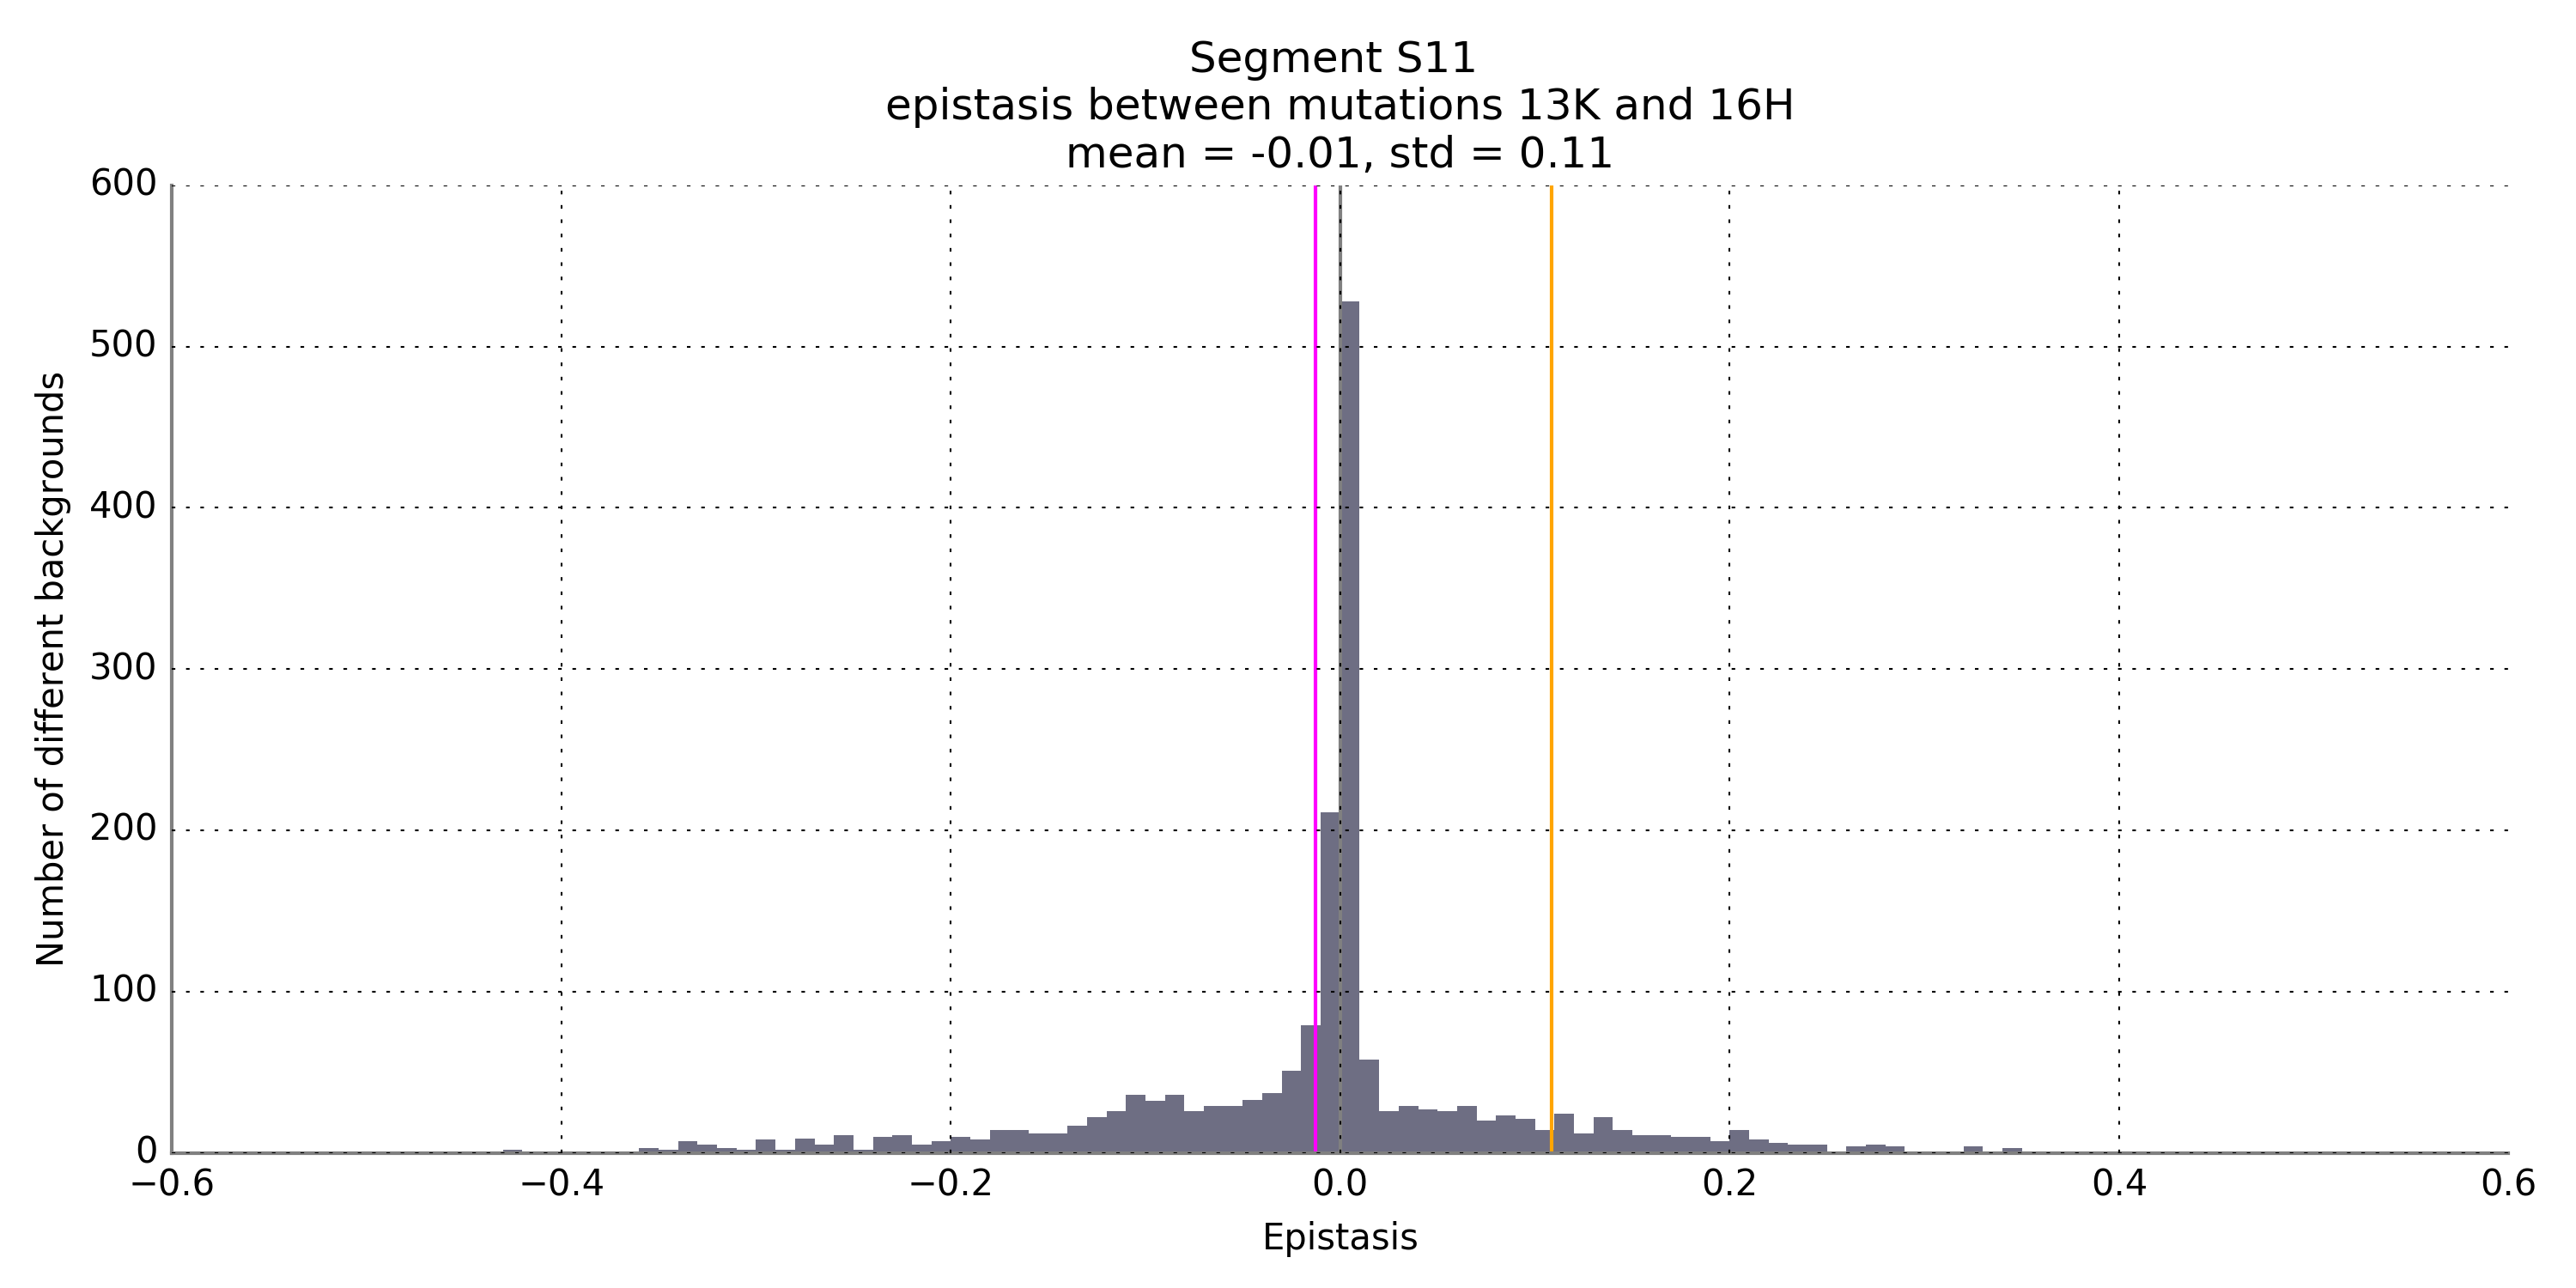 Segment S11
epistasis between mutations 13K and 16H
mean = -0.01, std = 0.11
600
500
400
300
200
100
0
Number of different backgrounds
−0.6 −0.4 −0.2 0.0 0.2 0.4 0.6
Epistasis